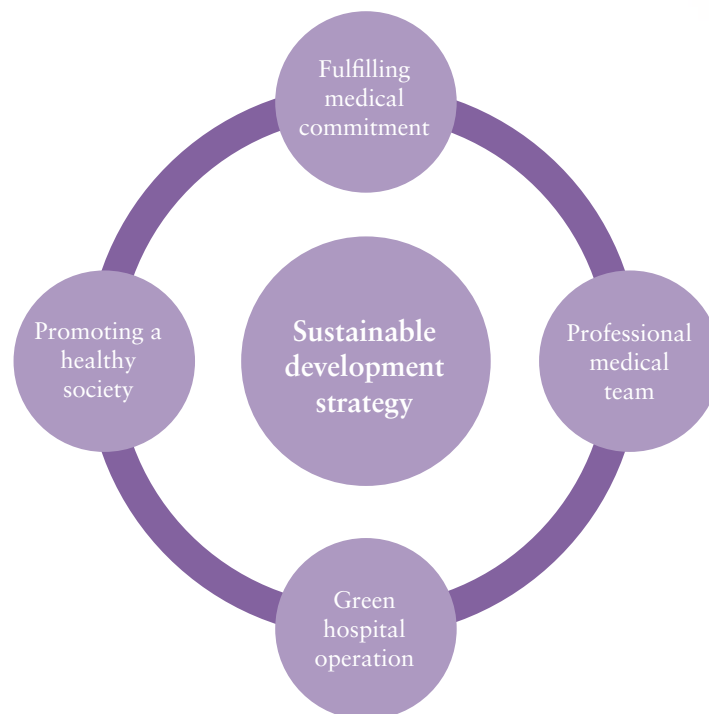 Fulfilling
medical
commitment
Promoting a
healthy
society
Sustainable
development
strategy
Professional
medical
team
Green
hospital
operation